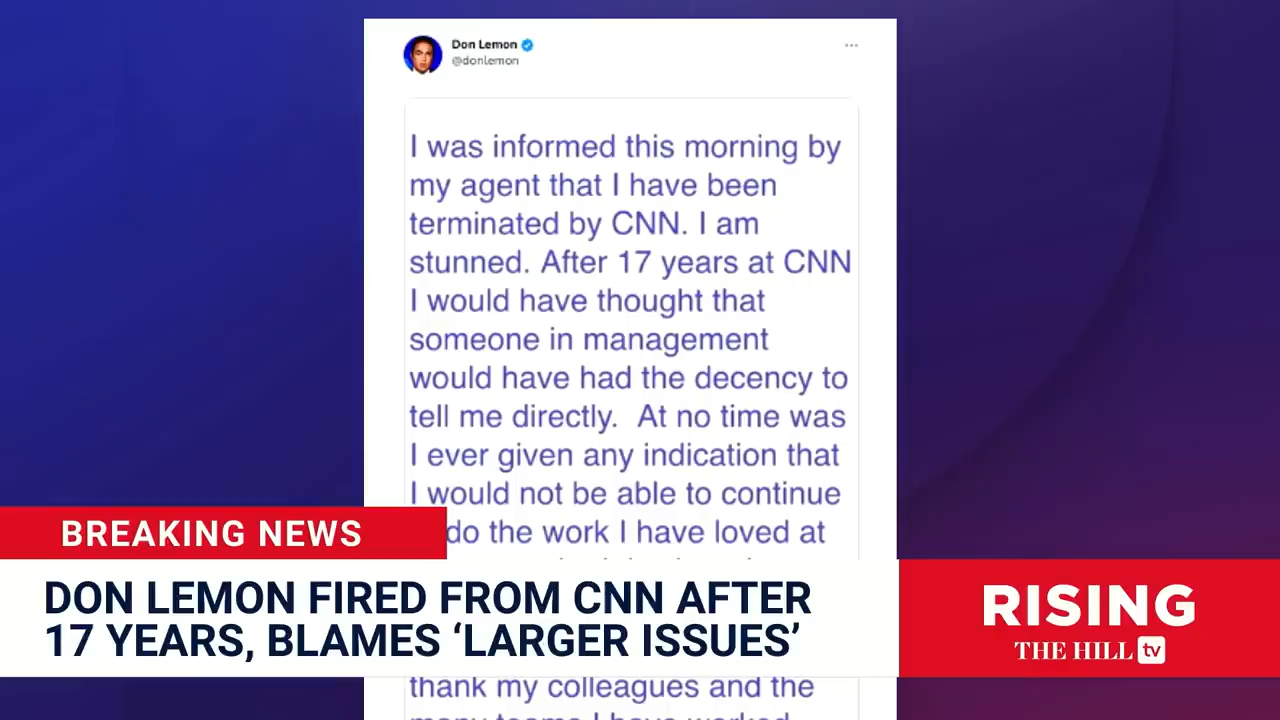 Don Lemon
@donlemon
I was informed this morning by
my agent that I have been
terminated by CNN. I am
stunned. After 17 years at CNN
I would have thought that
someone in management
would have had the decency to
tell me directly. At no time was
I ever given any indication that
I would not be able to continue
do the work I have loved at
BREAKING NEWS
DON LEMON FIRED FROM CNN AFTER
17 YEARS, BLAMES ‘LARGER ISSUES’
RISING
THE HILL tv
thank my colleagues and the
many teams I have worked